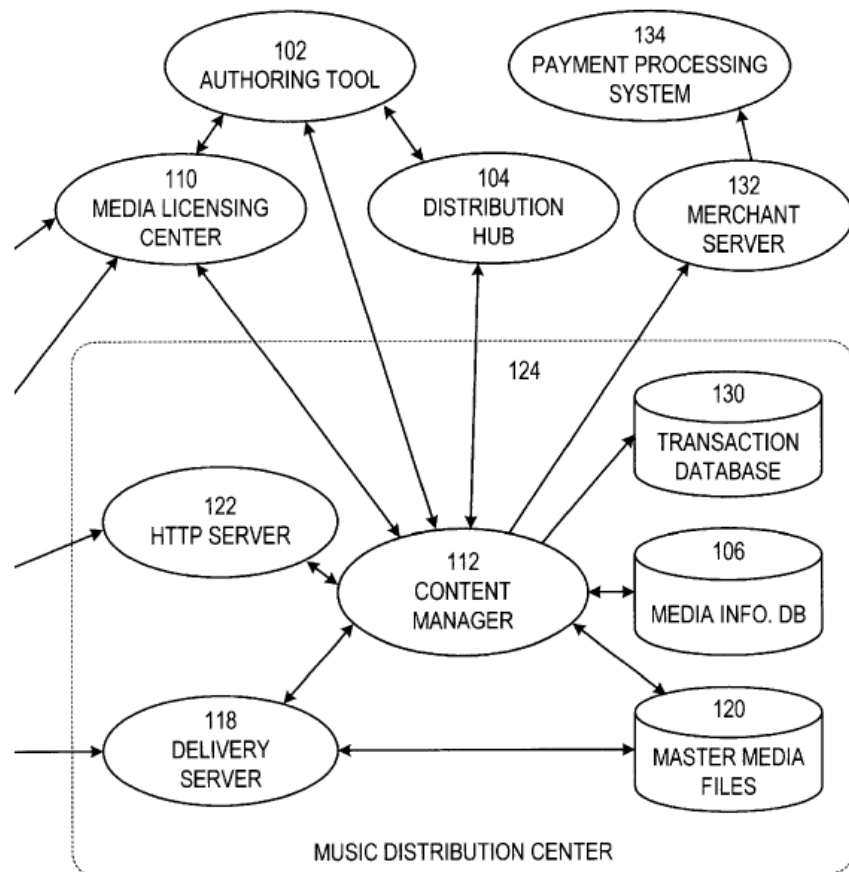 102
AUTHORING TOOL
134
PAYMENT PROCESSING
SYSTEM
110
MEDIA LICENSING
CENTER
104
DISTRIBUTION
HUB
132
MERCHANT
SERVER
124
130
TRANSACTION
DATABASE
122
HTTP SERVER
112
CONTENT
MANAGER
106
MEDIA INFO. DB
118
DELIVERY
SERVER
120
MASTER MEDIA
FILES
MUSIC DISTRIBUTION CENTER